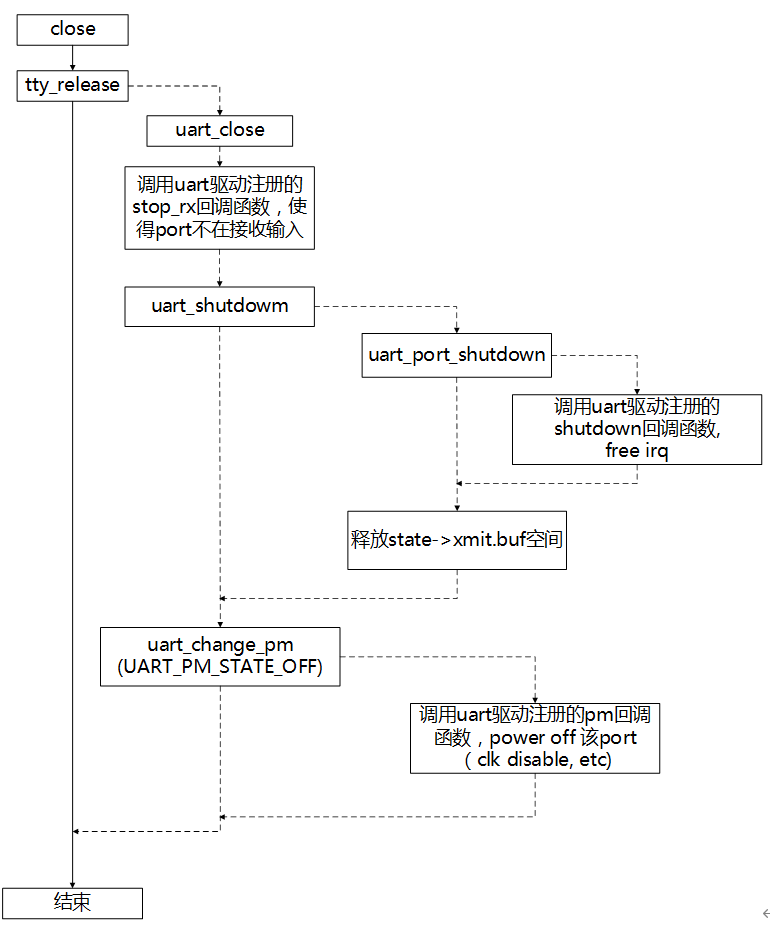 close
tty_release
uart_close
调用uart驱动注册的
stop_rx回调函数，使
得port不在接收输入
uart_shutdowm
uart_port_shutdown
调用uart驱动注册的
shutdown回调函数,
free irq
释放state->xmit.buf空间
uart_change_pm
(UART_PM_STATE_OFF)
调用uart驱动注册的pm回调
函数，power off 该port
（clk disable, etc)
结束